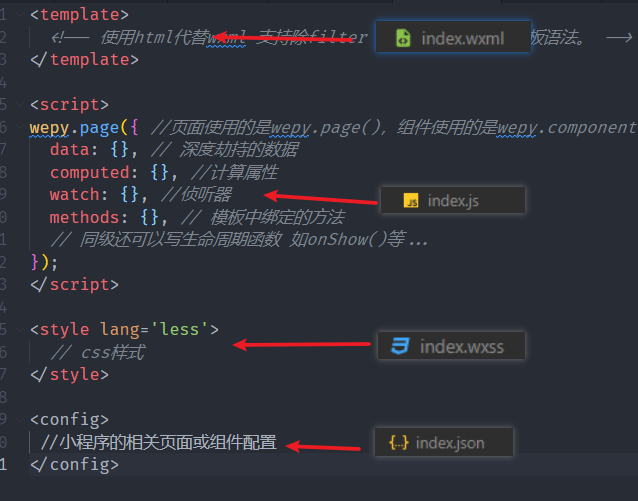 1 <template>
2 <!-- 使用html代替wxml 支持除filter index.wxml 板语法。 -->
3 </template>
5 <script>
6 wepy.page({ //页面使用的是wepy.page()，组件使用的是wepy.component
7 data: {}, // 深度劫持的数据
8 computed: {}, //计算属性
9 watch: {}, //侦听器
index.js
0 methods: {}, // 模板中绑定的方法
1 // 同级还可以写生命周期函数 如onShow()等...
2 });
3 </script>
5 <style lang='less'>
6 // css样式
index.wxss
7 </style>
9 <config>
0 //小程序的相关页面或组件配置
index.json
1 </config>